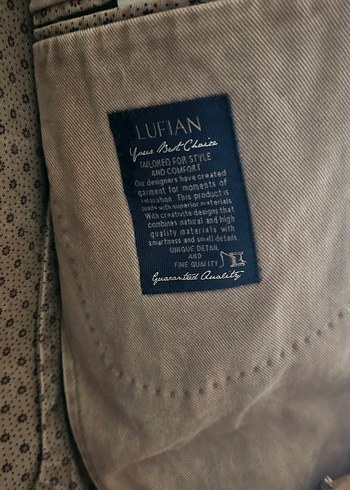 LUFIAN
Your Best Choice
TAILORED FOR STYLE
AND COMFORT
Our designers have created
garment for moments of
relaxation. This product is
made with superior materials
With creativite designs that
combines natural and high
quality materials with
smartness and small details
UNIQUE DETAIL
AND
FINE QUALITY
Guaranteed Quality